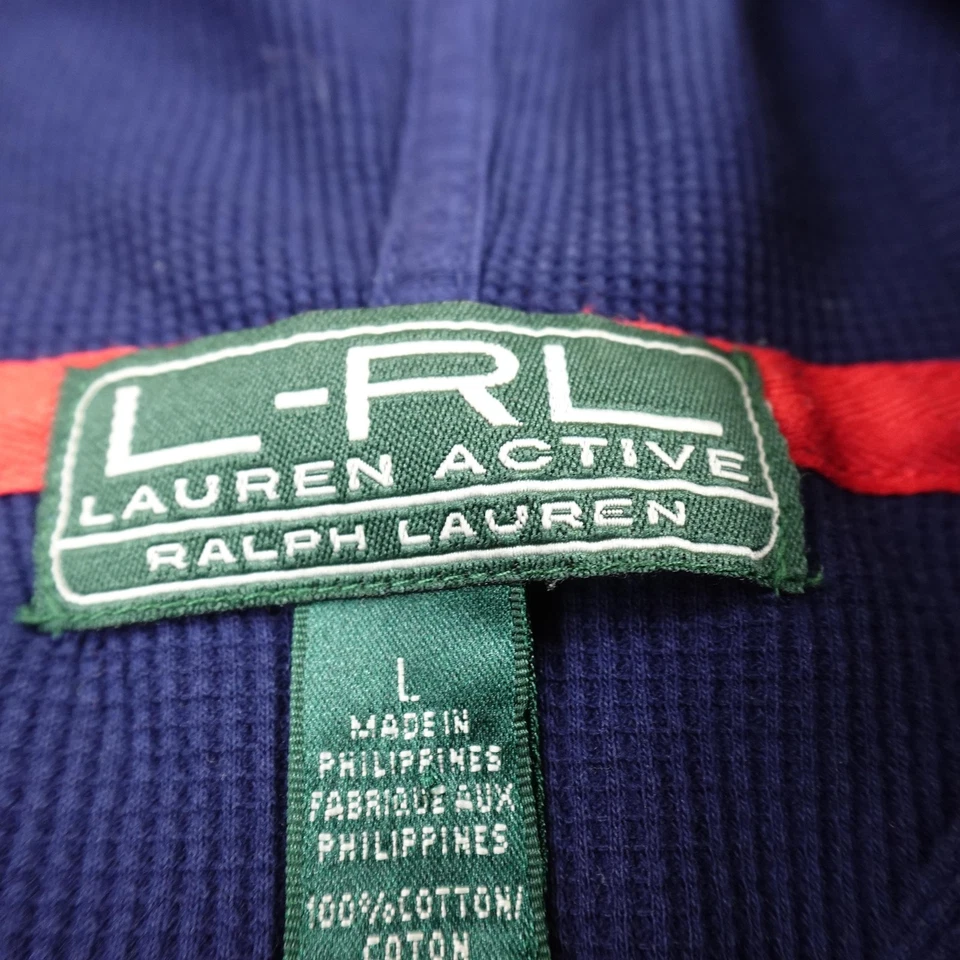 L-RL
LAUREN ACTIVE
RALPH LAUREN
L
MADE IN
PHILIPPINES
FABRIQUE AUX
PHILIPPINES
100% COTTON/
COTON